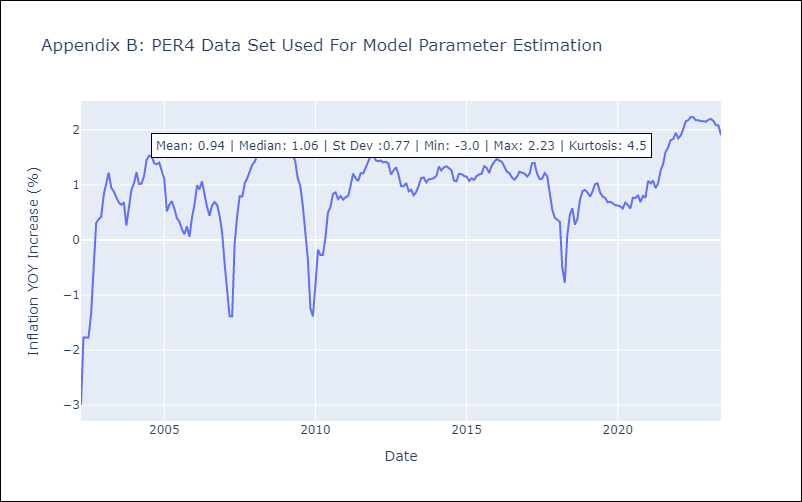 Appendix B: PER4 Data Set Used For Model Parameter Estimation
Mean: 0.94 | Median: 1.06 | St Dev :0.77 | Min: -3.0 | Max: 2.23 | Kurtosis: 4.5
Inflation YOY Increase (%)
2
1
0
−1
−2
−3
2005
2010
2015
2020
Date